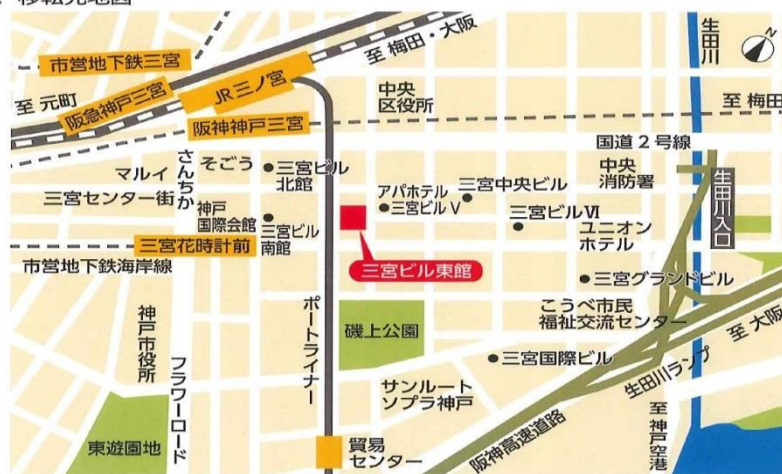 移転先地図
市営地下鉄三宮
至 元町
阪急神戸三宮
JR三ノ宮
阪神神戸三宮
至 梅田・大阪
中央
区役所
生田川
N
至 梅田
国道2号線
マルイ
三宮センター街
さんちか
そごう
三宮ビル
北館
神戸
国際会館
三宮ビル
南館
アパホテル
三宮ビルⅤ
三宮中央ビル
三宮ビルⅥ
中央
消防署
ユニオン
ホテル
生田川入口
三宮花時計前
市営地下鉄海岸線
三宮ビル東館
三宮グランドビル
こうべ市民
福祉交流センター
至 大阪
神戸市役所
フラワーロード
ポートライナー
磯上公園
三宮国際ビル
サンルート
ソプラ神戸
生田川ランプ
阪神高速道路
至 神戸空港
東遊園地
貿易
センター